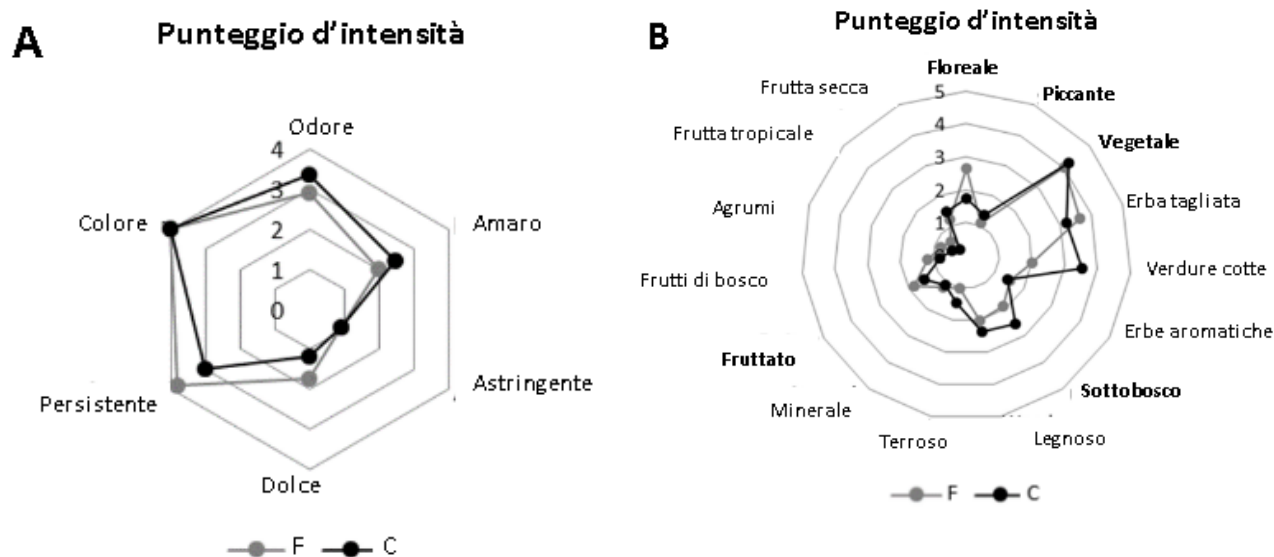 A
Punteggio d'intensità
Odore
4
3
2
1
0
Colore
Amaro
Persistente
Astringente
Dolce
F
C
B
Punteggio d'intensità
Floreale
Frutta secca
5
Piccante
Frutta tropicale
4
Vegetale
3
Agrumi
2
Erba tagliata
1
Frutti di bosco
Verdure cotte
Erbe aromatiche
Fruttato
Sottobosco
Minerale
Terroso
Legnoso
F
C